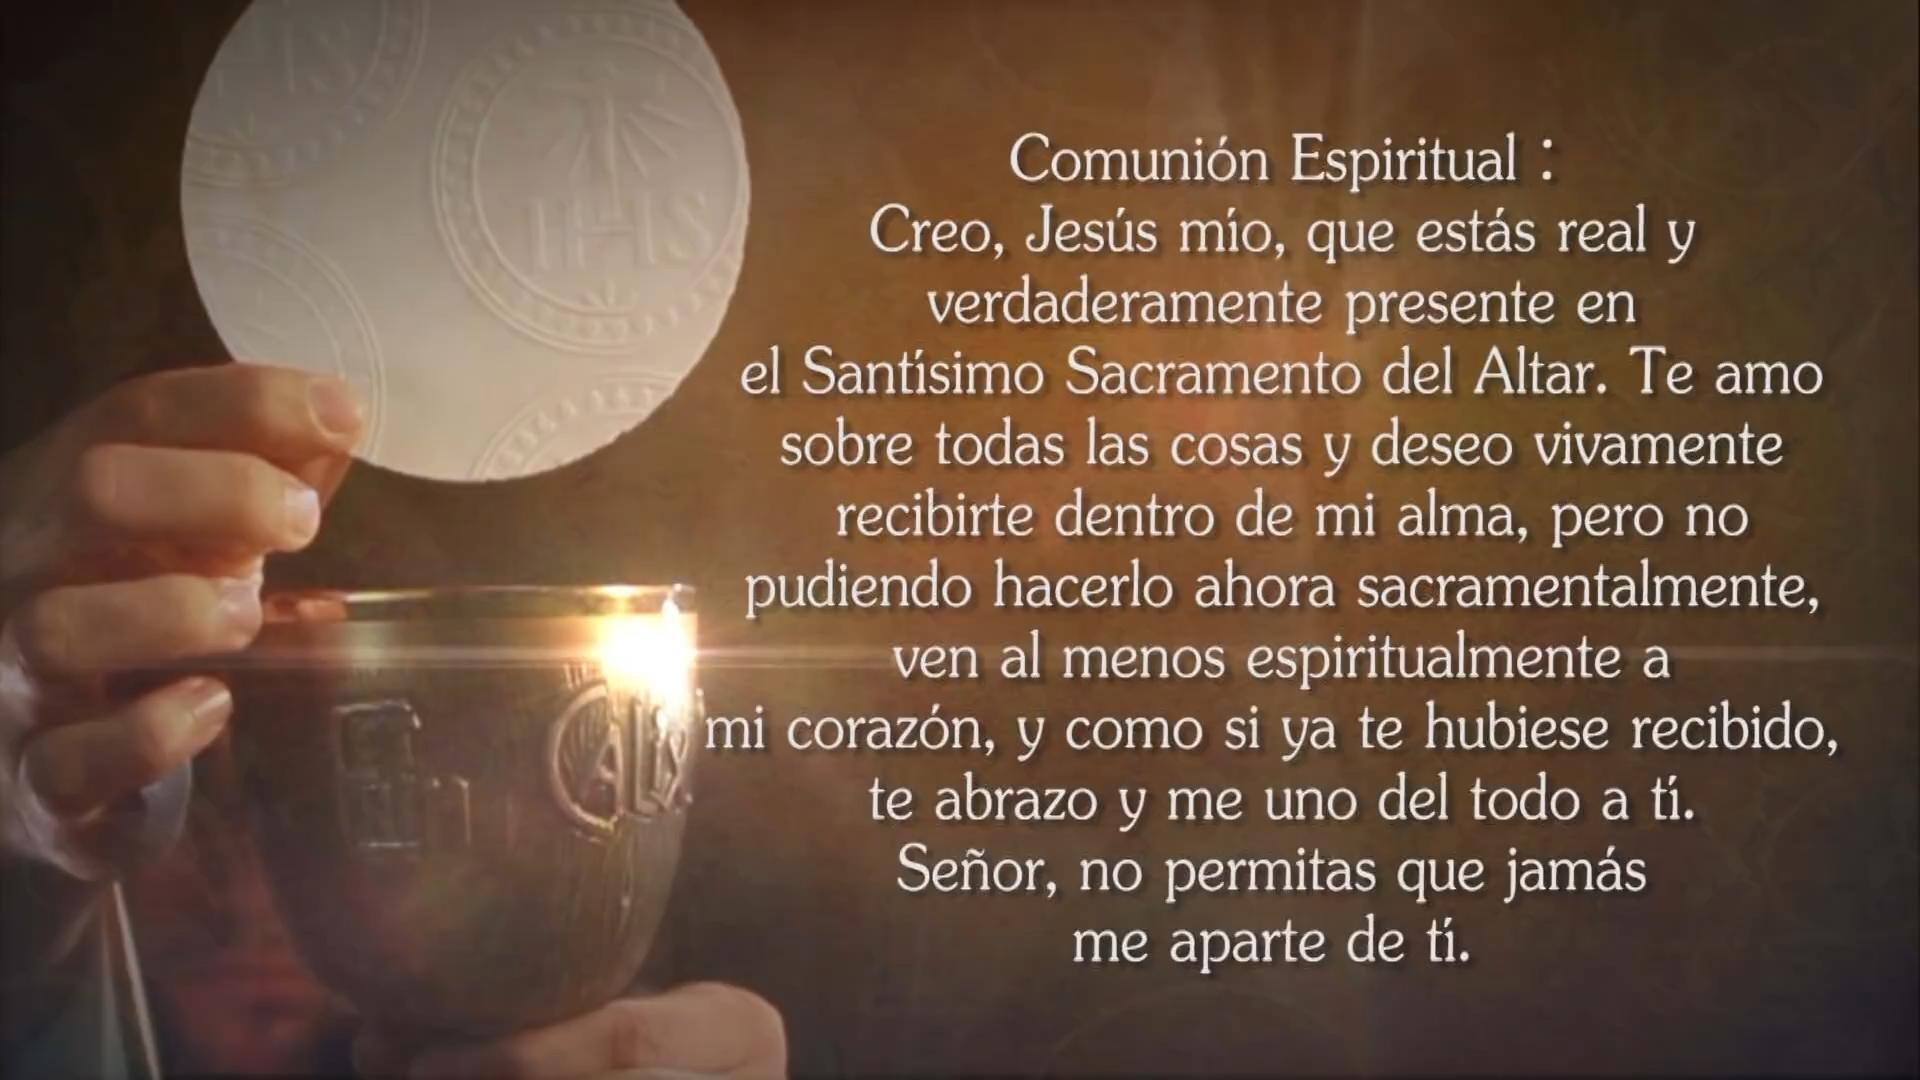 IHS
Comunión Espiritual :
Creo, Jesús mío, que estás real y
verdaderamente presente en
el Santísimo Sacramento del Altar. Te amo
sobre todas las cosas y deseo vivamente
recibirte dentro de mi alma, pero no
pudiendo hacerlo ahora sacramentalmente,
ven al menos espiritualmente a
mi corazón, y como si ya te hubiese recibido,
te abrazo y me uno del todo a tí.
Señor, no permitas que jamás
me aparte de tí.